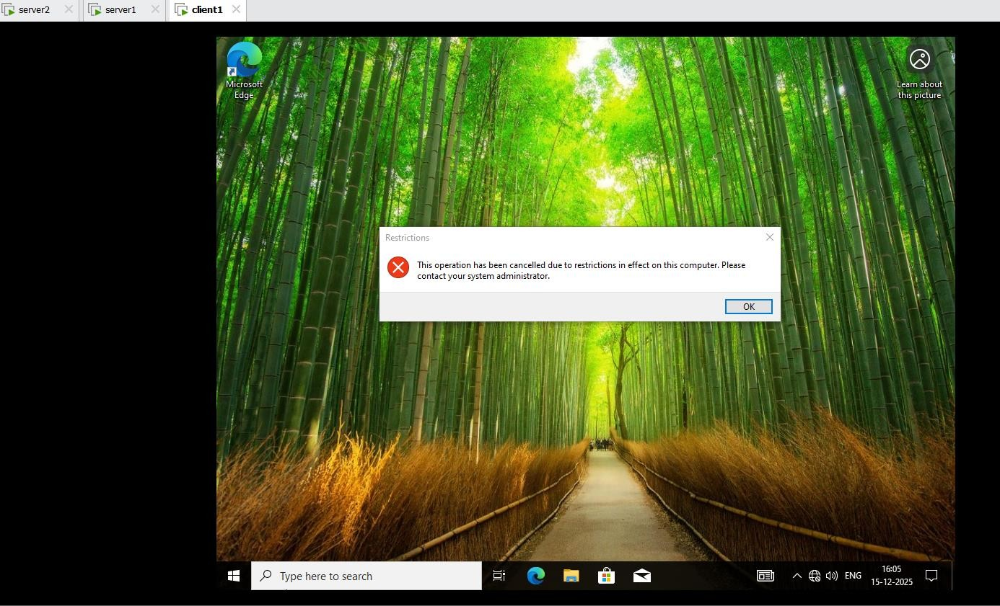 server2
server1
client1
Microsoft
Edge
Learn about
this picture
Restrictions
This operation has been cancelled due to restrictions in effect on this computer. Please
contact your system administrator.
OK
Type here to search
ENG
16:05
15-12-2025